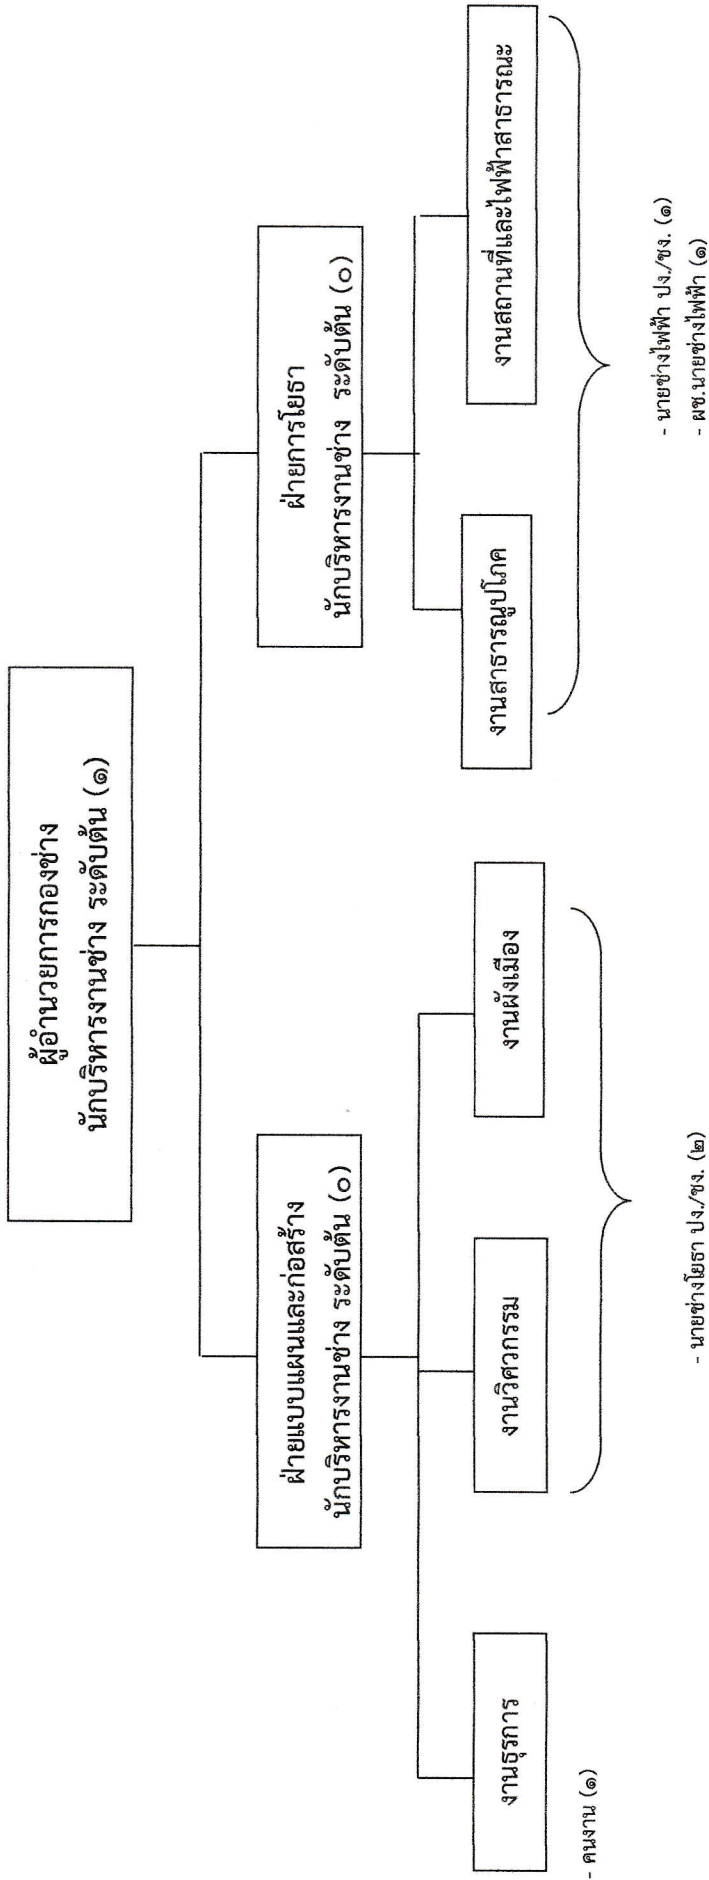 ผู้อำนวยการกองช่าง
นักบริหารงานช่าง ระดับต้น (๑)
ฝ่ายแบบแผนและก่อสร้าง
นักบริหารงานช่าง ระดับต้น (๐)
ฝ่ายการโยธา
นักบริหารงานช่าง ระดับต้น (๐)
งานธุรการ
งานวิศวกรรม
งานผังเมือง
งานสาธารณูปโภค
งานสถานที่และไฟฟ้าสาธารณะ
- คนงาน (๑)
- นายช่างโยธา ปง./ชง. (๒)
- นายช่างไฟฟ้า ปง./ชง. (๑)
- ผช.นายช่างไฟฟ้า (๑)